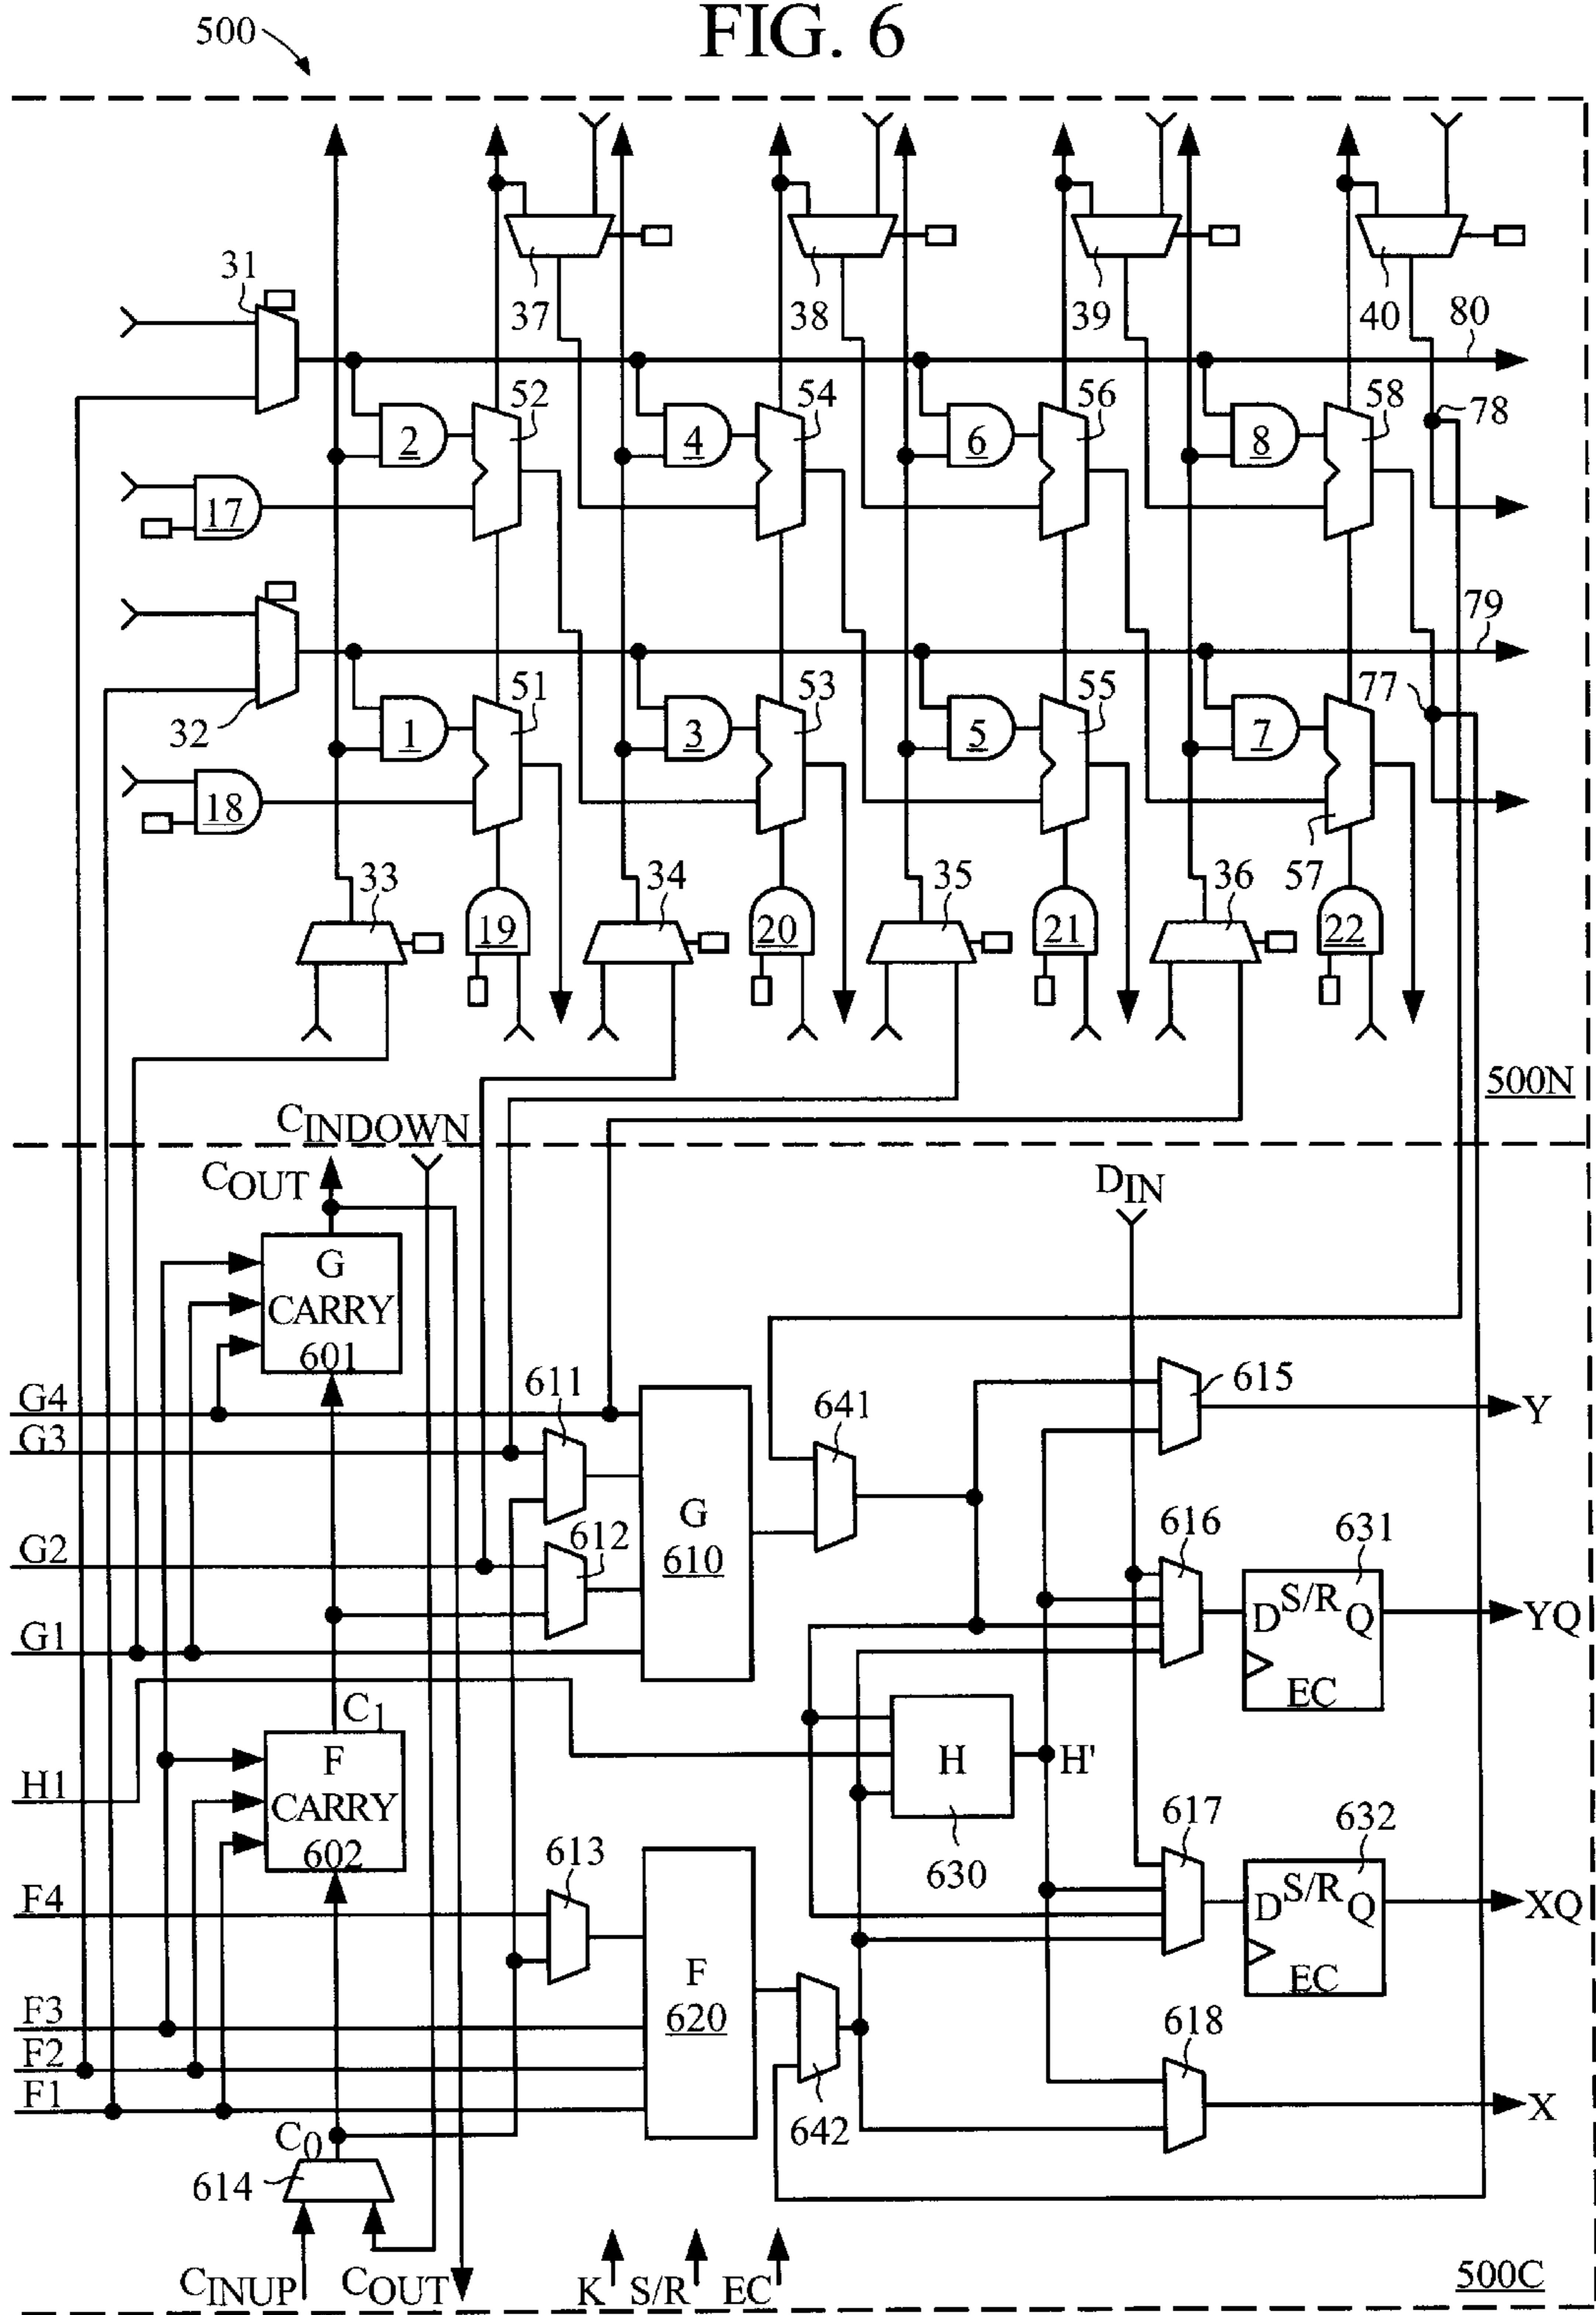 FIG. 6
500
31
37
38
39
40
80
52
54
56
58
78
2
4
6
8
17
79
51
53
55
77
32
1
3
5
7
18
33
34
35
57
36
19
20
21
22
500N
CINDOWN
COUT
DIN
G
CARRY
601
611
641
615
Y
G4
G3
G
610
612
616
631
G2
D S/R Q
YQ
G1
EC
C1
F
CARRY
602
H
H'
H1
630
617
632
613
F4
D S/R Q
XQ
EC
F
620
F3
618
F2
F1
X
642
C0
614
CINUP
COUT
K
S/R
EC
500C